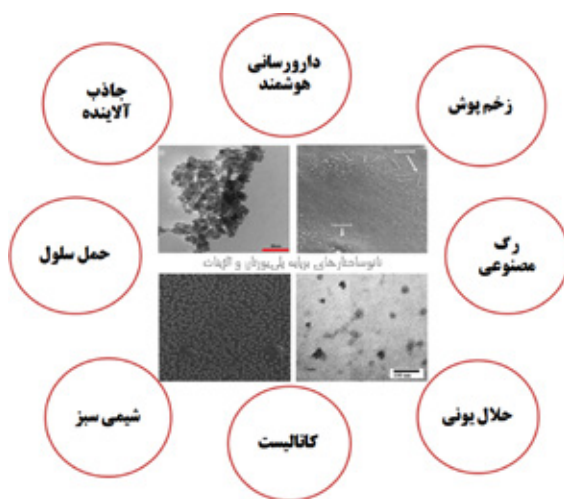 دارورسانی
هوشمند
زخم پوش
رگ
مصنوعی
حلال یونی
کاتالیست
شیمی سبز
حمل سلول
جاذب
آلاینده
نانوساختارهای برپایه پلی‌یورتان و آلژینات